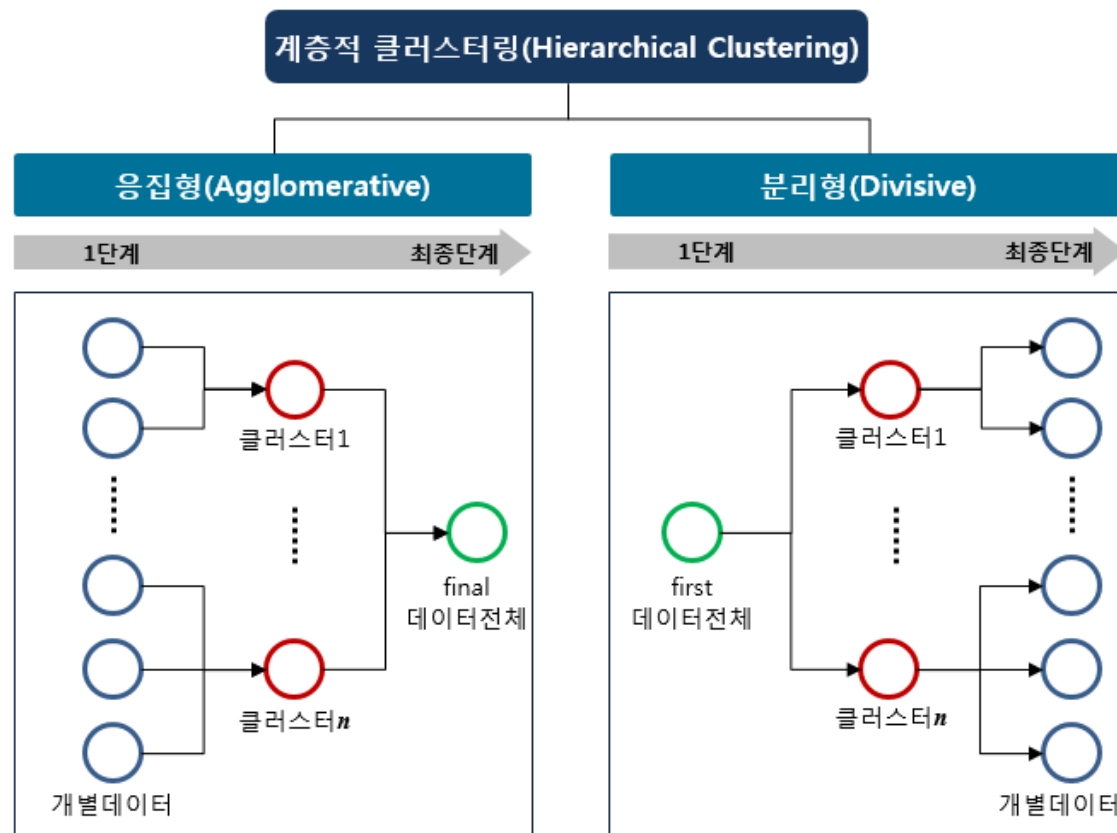 계층적 클러스터링(Hierarchical Clustering)
응집형(Agglomerative)
1단계 최종단계
클러스터1
final
데이터전체
클러스터n
개별데이터
분리형(Divisive)
1단계 최종단계
클러스터1
first
데이터전체
클러스터n
개별데이터